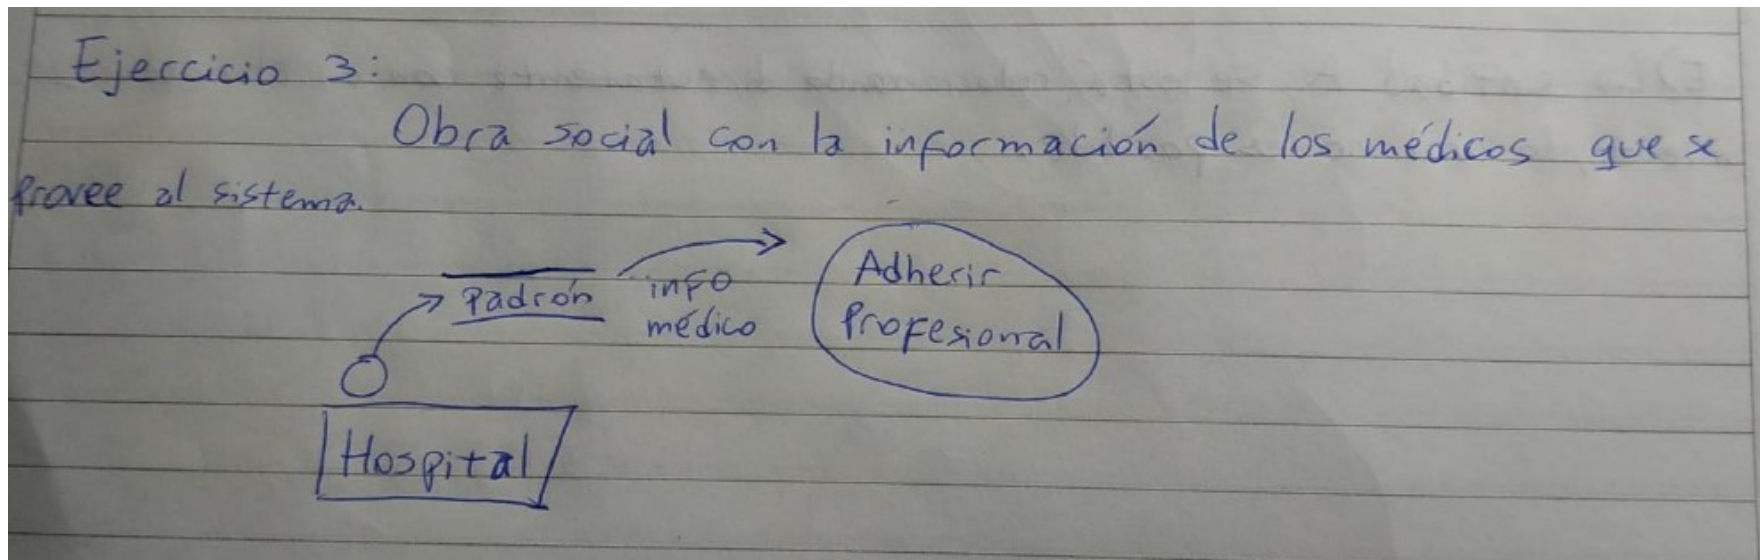 Ejercicio 3:
Obra social con la información de los médicos que se
provee al sistema.
Padrón
info
médico
Adherir
Profesional
Hospital